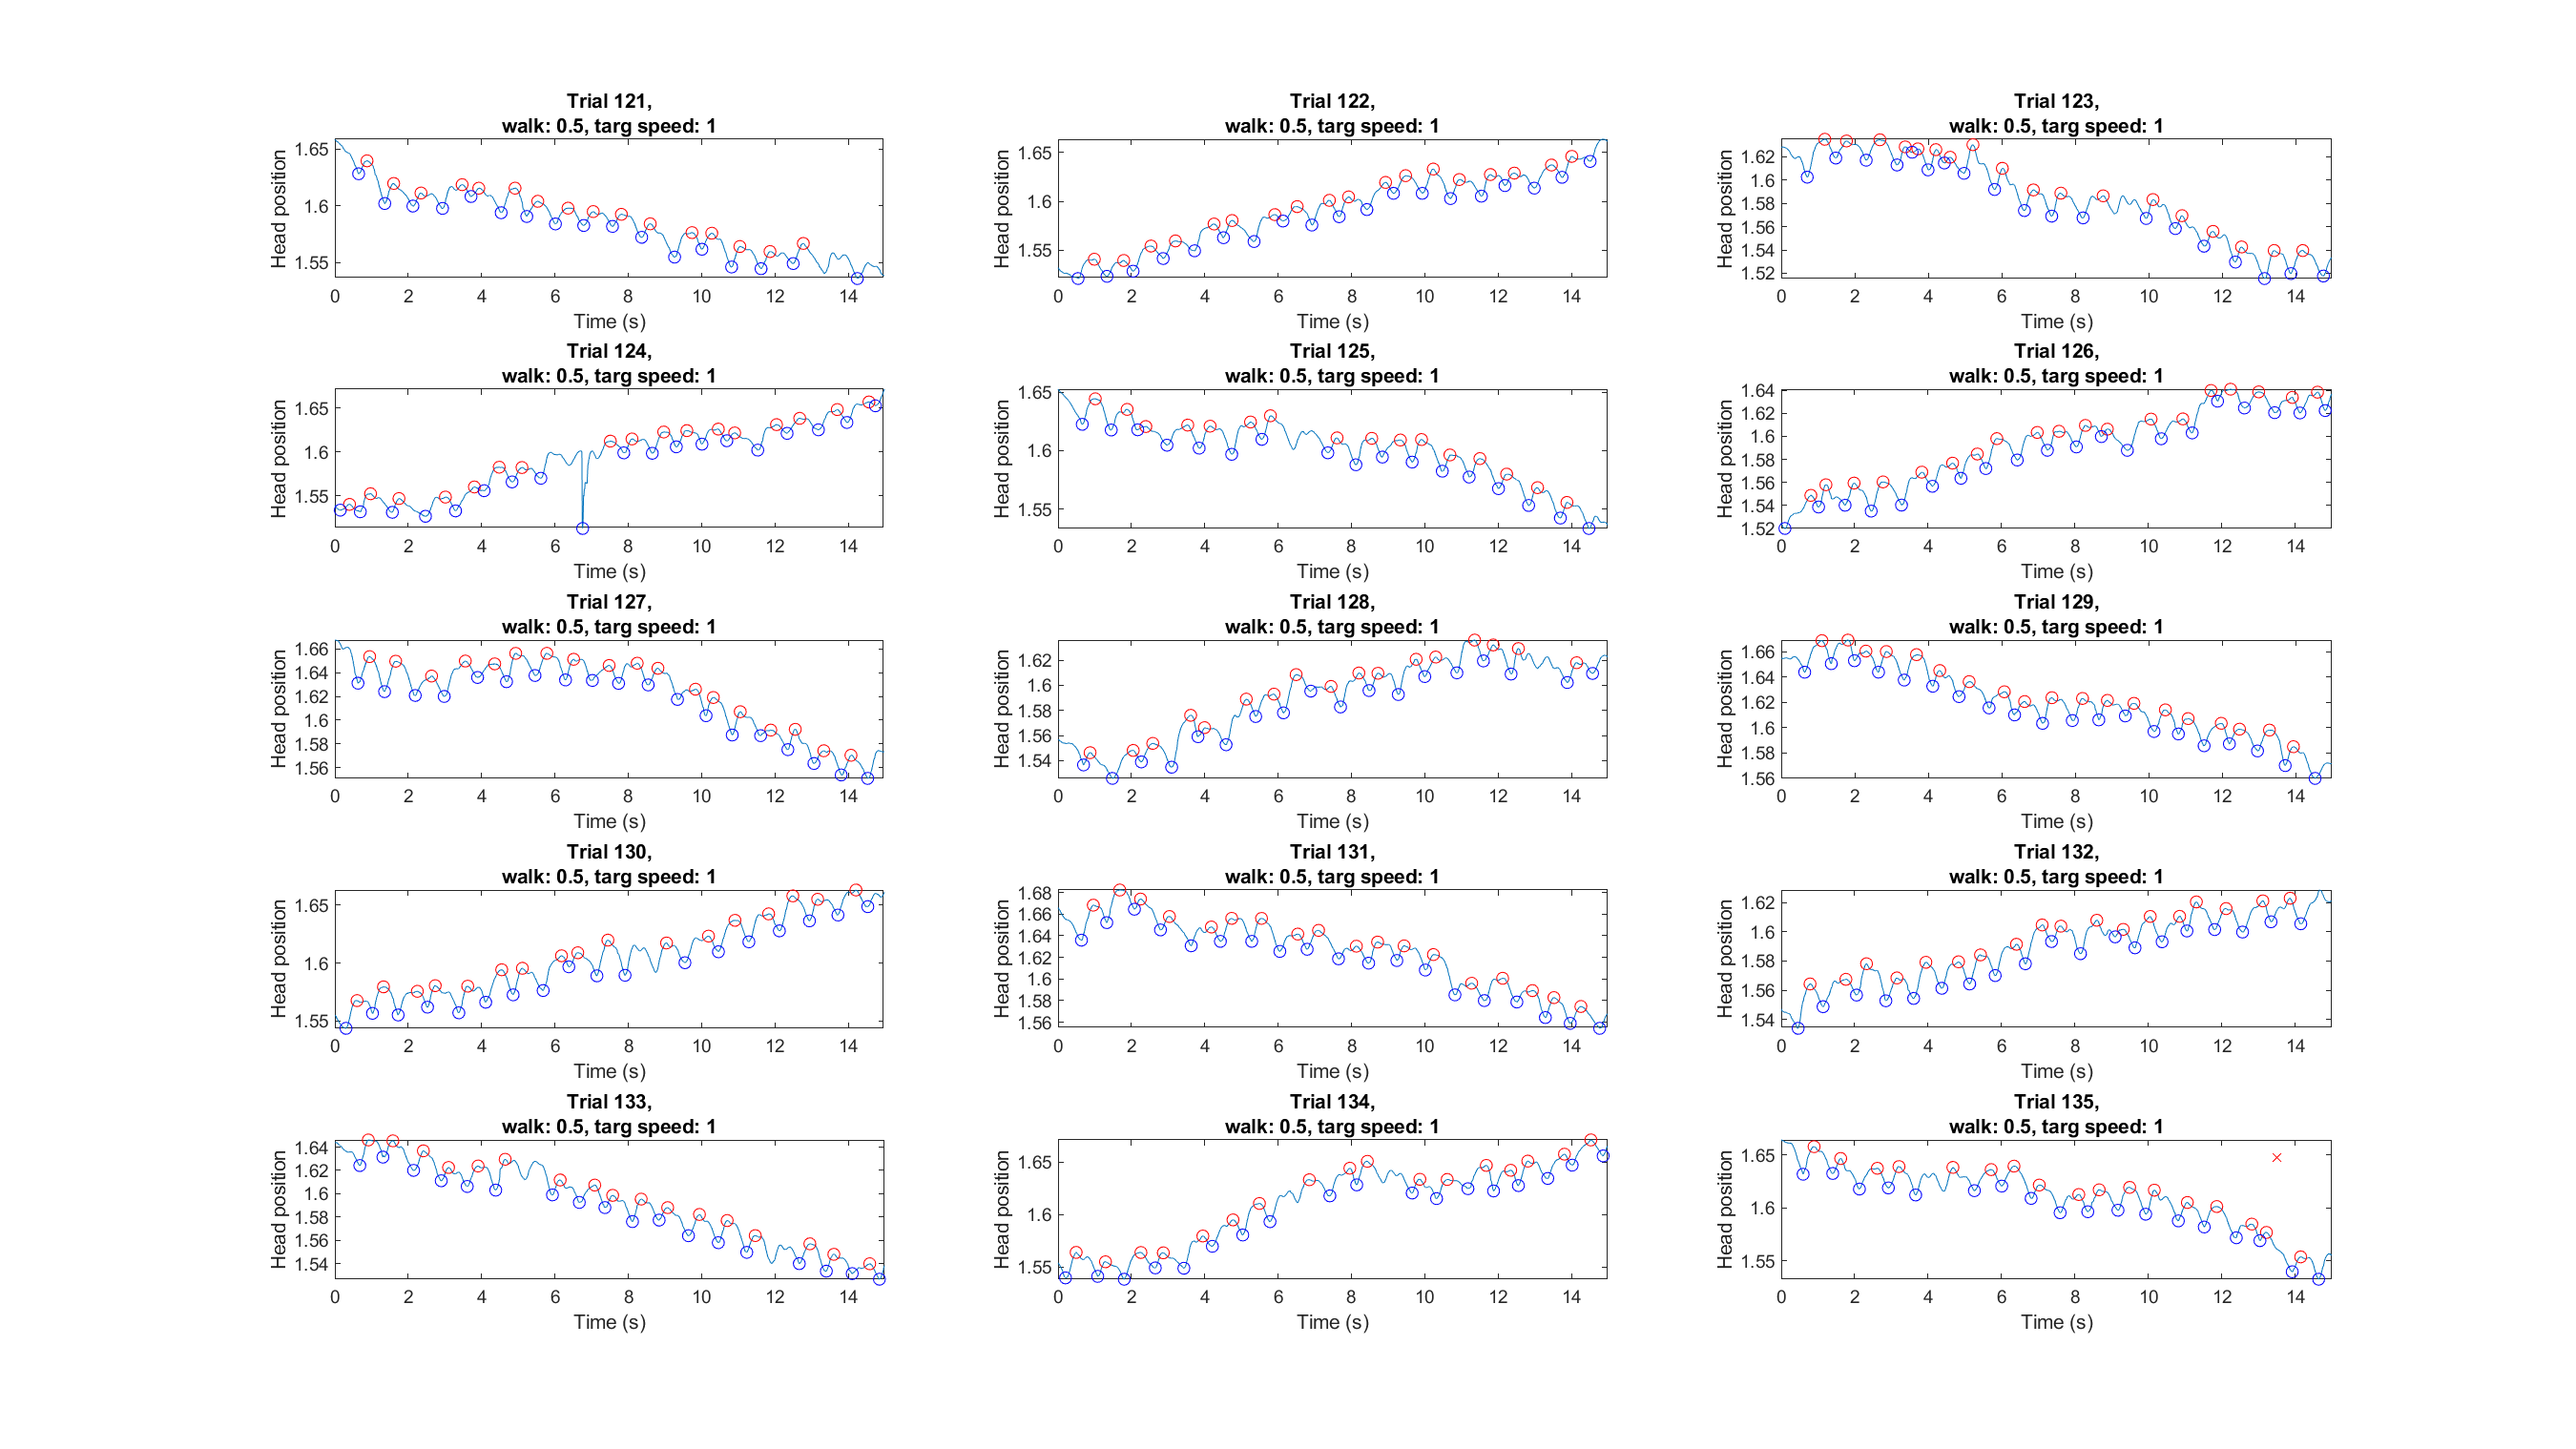 Trial 121,
walk: 0.5, targ speed: 1
Head position
1.65
1.6
1.55
0 2 4 6 8 10 12 14
Time (s)
Trial 122,
walk: 0.5, targ speed: 1
Head position
1.65
1.6
1.55
0 2 4 6 8 10 12 14
Time (s)
Trial 123,
walk: 0.5, targ speed: 1
Head position
1.62
1.6
1.58
1.56
1.54
1.52
0 2 4 6 8 10 12 14
Time (s)
Trial 124,
walk: 0.5, targ speed: 1
Head position
1.65
1.6
1.55
0 2 4 6 8 10 12 14
Time (s)
Trial 125,
walk: 0.5, targ speed: 1
Head position
1.65
1.6
1.55
0 2 4 6 8 10 12 14
Time (s)
Trial 126,
walk: 0.5, targ speed: 1
Head position
1.64
1.62
1.6
1.58
1.56
1.54
1.52
0 2 4 6 8 10 12 14
Time (s)
Trial 127,
walk: 0.5, targ speed: 1
Head position
1.66
1.64
1.62
1.6
1.58
1.56
0 2 4 6 8 10 12 14
Time (s)
Trial 128,
walk: 0.5, targ speed: 1
Head position
1.62
1.6
1.58
1.56
1.54
0 2 4 6 8 10 12 14
Time (s)
Trial 129,
walk: 0.5, targ speed: 1
Head position
1.66
1.64
1.62
1.6
1.58
1.56
0 2 4 6 8 10 12 14
Time (s)
Trial 130,
walk: 0.5, targ speed: 1
Head position
1.65
1.6
1.55
0 2 4 6 8 10 12 14
Time (s)
Trial 131,
walk: 0.5, targ speed: 1
Head position
1.68
1.66
1.64
1.62
1.6
1.58
1.56
0 2 4 6 8 10 12 14
Time (s)
Trial 132,
walk: 0.5, targ speed: 1
Head position
1.62
1.6
1.58
1.56
1.54
0 2 4 6 8 10 12 14
Time (s)
Trial 133,
walk: 0.5, targ speed: 1
Head position
1.64
1.62
1.6
1.58
1.56
1.54
0 2 4 6 8 10 12 14
Time (s)
Trial 134,
walk: 0.5, targ speed: 1
Head position
1.65
1.6
1.55
0 2 4 6 8 10 12 14
Time (s)
Trial 135,
walk: 0.5, targ speed: 1
Head position
1.65
1.6
1.55
0 2 4 6 8 10 12 14
Time (s)